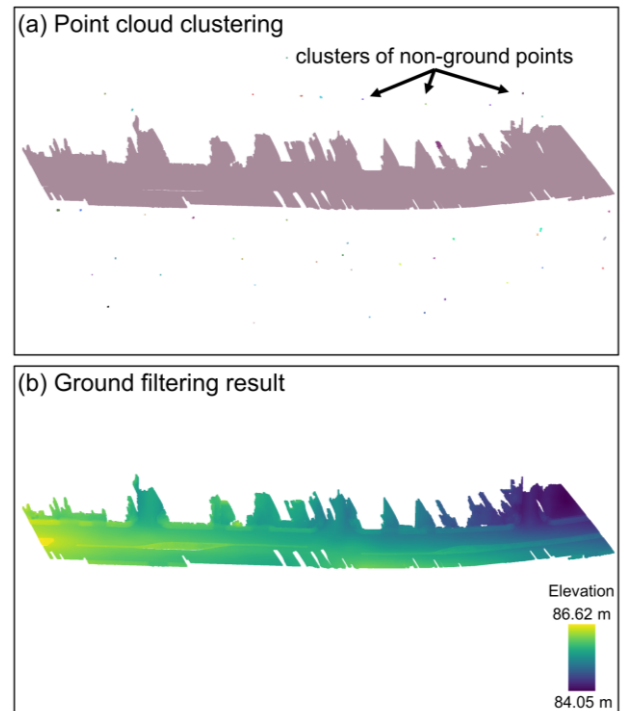 (a) Point cloud clustering
clusters of non-ground points
(b) Ground filtering result
Elevation
86.62 m
84.05 m